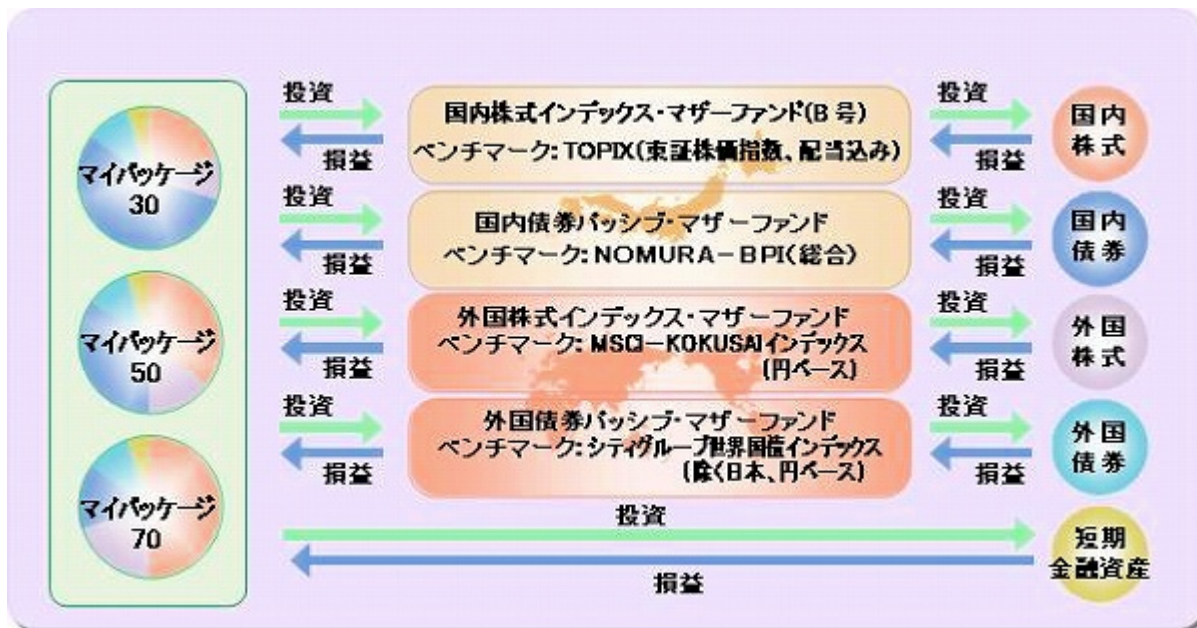 マイパッケージ
30
マイパッケージ
50
マイパッケージ
70
投資
損益
国内株式インデックス・マザーファンド(B号)
ベンチマーク:TOPIX(東証株価指数、配当込み)
投資
損益
国内
株式
投資
損益
国内債券パッシブ・マザーファンド
ベンチマーク:NOMURA-BPI(総合)
投資
損益
国内
債券
投資
損益
外国株式インデックス・マザーファンド
ベンチマーク:MSCI-KOKUSAIインデックス
(円ベース)
投資
損益
外国
株式
投資
損益
外国債券パッシブ・マザーファンド
ベンチマーク:シティグループ世界国債インデックス
(除く日本、円ベース)
投資
損益
外国
債券
投資
損益
短期
金融資産